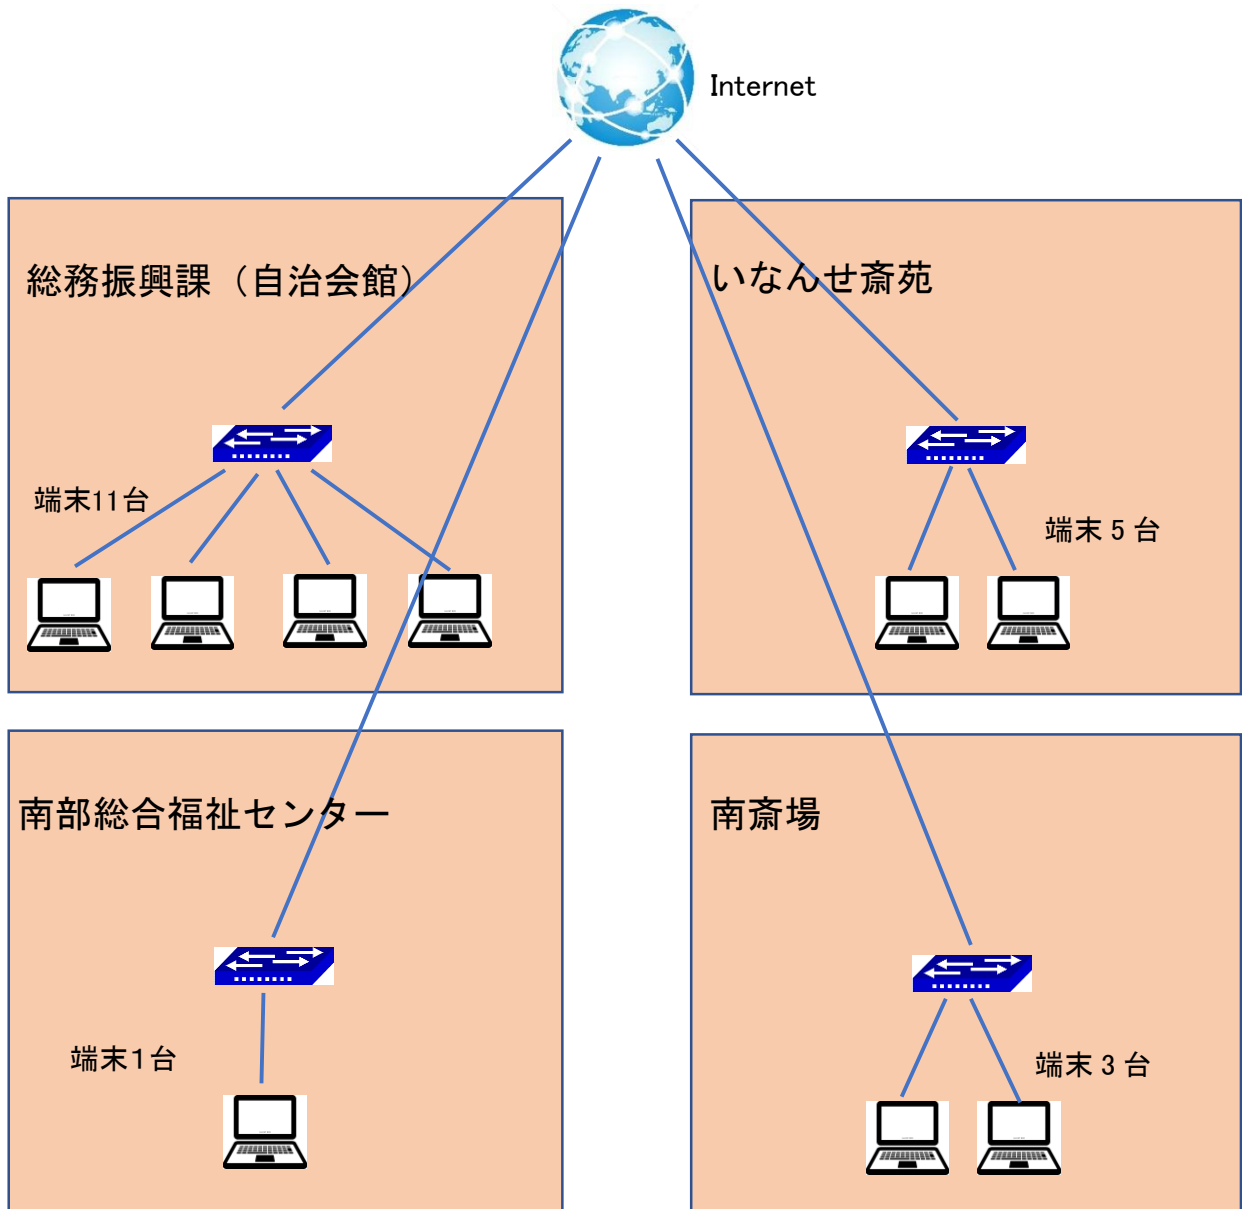 Internet
総務振興課（自治会館）
端末11台
いなんせ斎苑
端末５台
南部総合福祉センター
端末１台
南斎場
端末３台